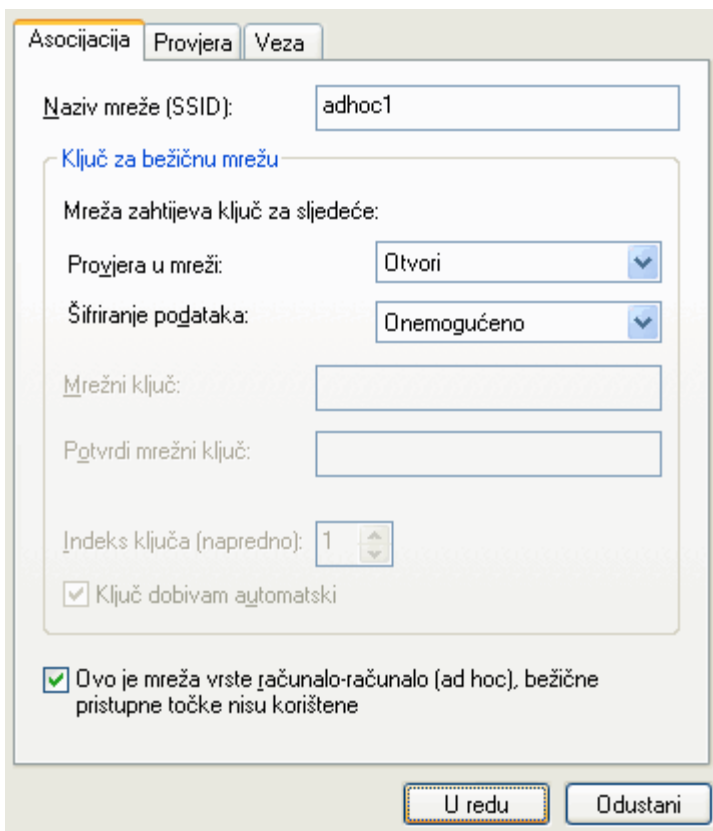 Asocijacija Provjera Veza
Naziv mreže (SSID): adhoc1
Ključ za bežičnu mrežu
Mreža zahtijeva ključ za sljedeće:
Provjera u mreži: Otvori
Šifriranje podataka: Onemogućeno
Mrežni ključ:
Potvrdi mrežni ključ:
Indeks ključa (napredno): 1
Ključ dobivam automatski
Ovo je mreža vrste računalo-računalo (ad hoc), bežične
pristupne točke nisu korištene
U redu Odustani